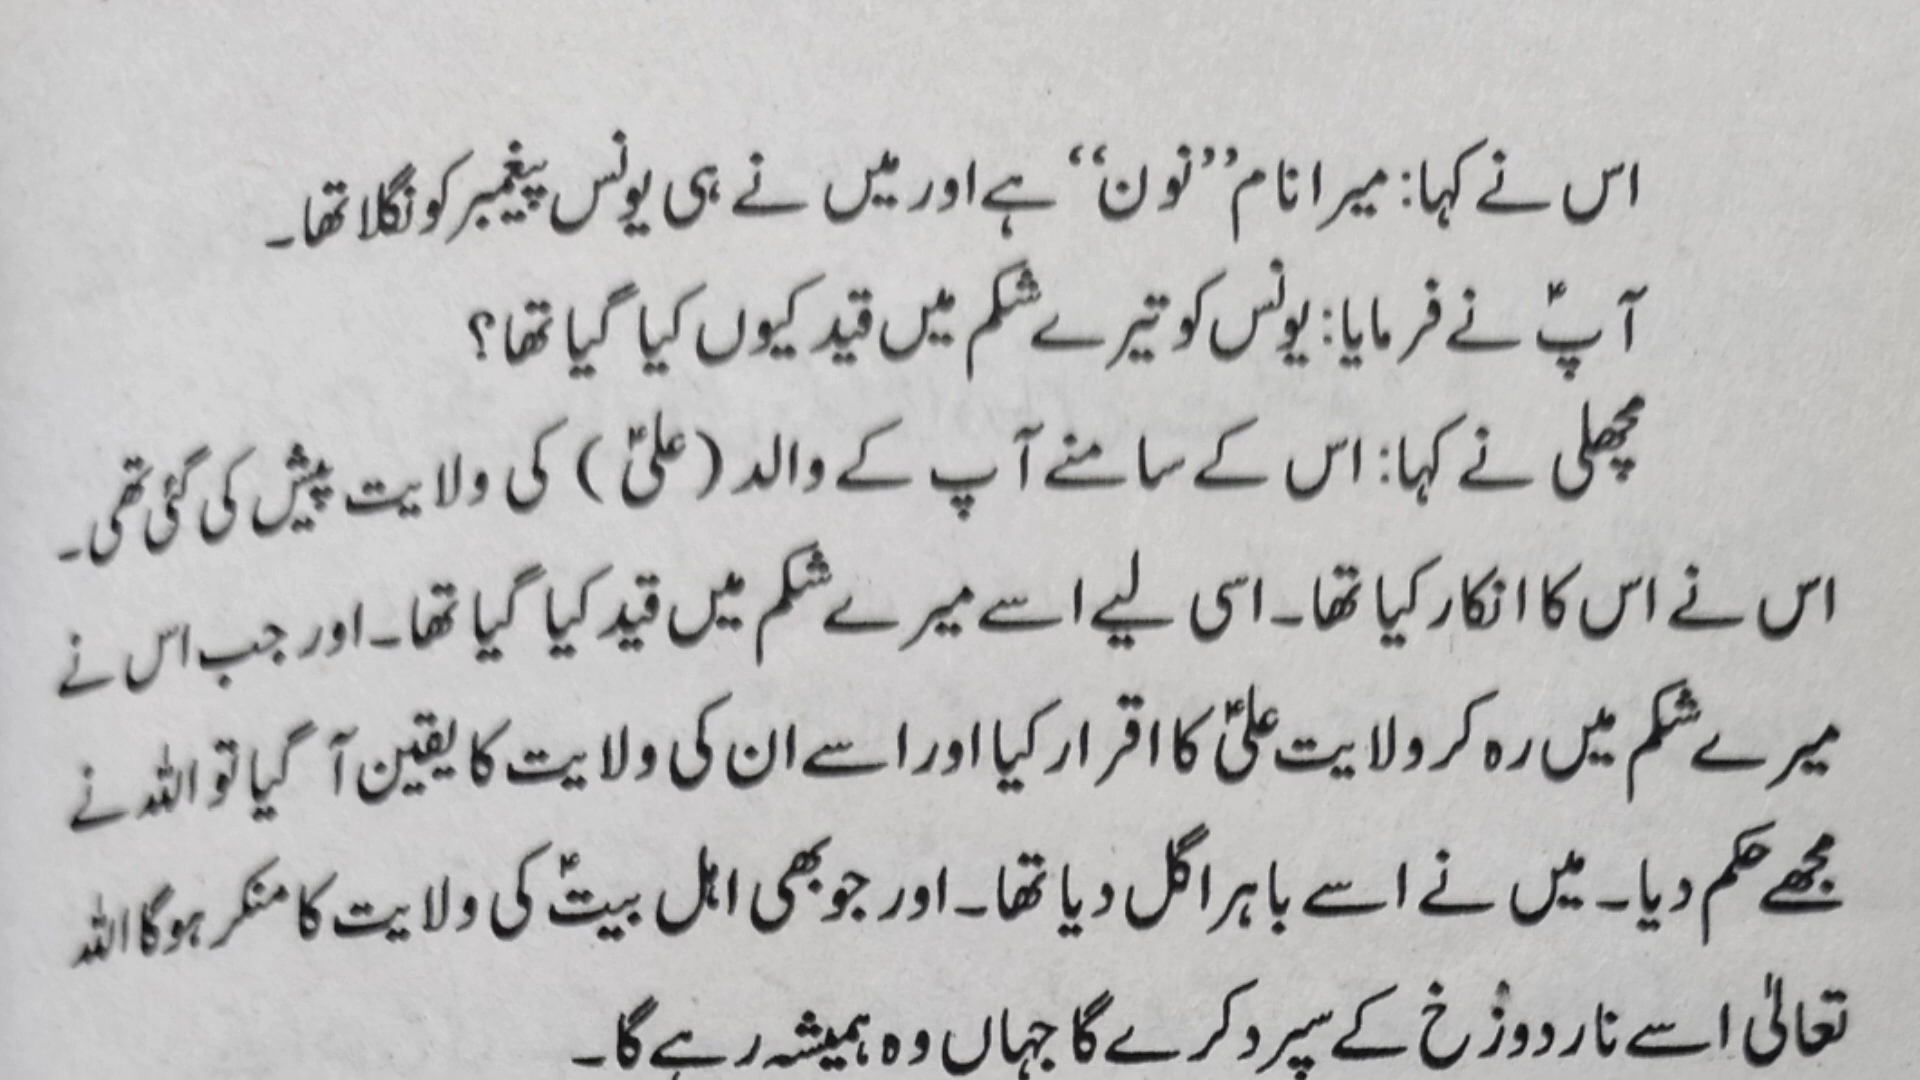 اس نے کہا: میرا نام ’’نون‘‘ ہے اور میں نے ہی یونس پیغمبر کو نگلا تھا۔
آپؑ نے فرمایا: یونس کو تیرے شکم میں قید کیوں کیا گیا تھا؟
مچھلی نے کہا: اس کے سامنے آپ کے والد (علیؑ) کی ولایت پیش کی گئی تھی۔
اس نے اس کا انکار کیا تھا۔ اسی لیے اسے میرے شکم میں قید کیا گیا تھا۔ اور جب اس نے
میرے شکم میں رہ کر ولایت علیؑ کا اقرار کیا اور اسے ان کی ولایت کا یقین آ گیا تو اللہ نے
مجھے حکم دیا۔ میں نے اسے باہر اگل دیا تھا۔ اور جو بھی اہل بیتؑ کی ولایت کا منکر ہوگا اللہ
تعالیٰ اسے نار دوزخ کے سپرد کرے گا جہاں وہ ہمیشہ رہے گا۔